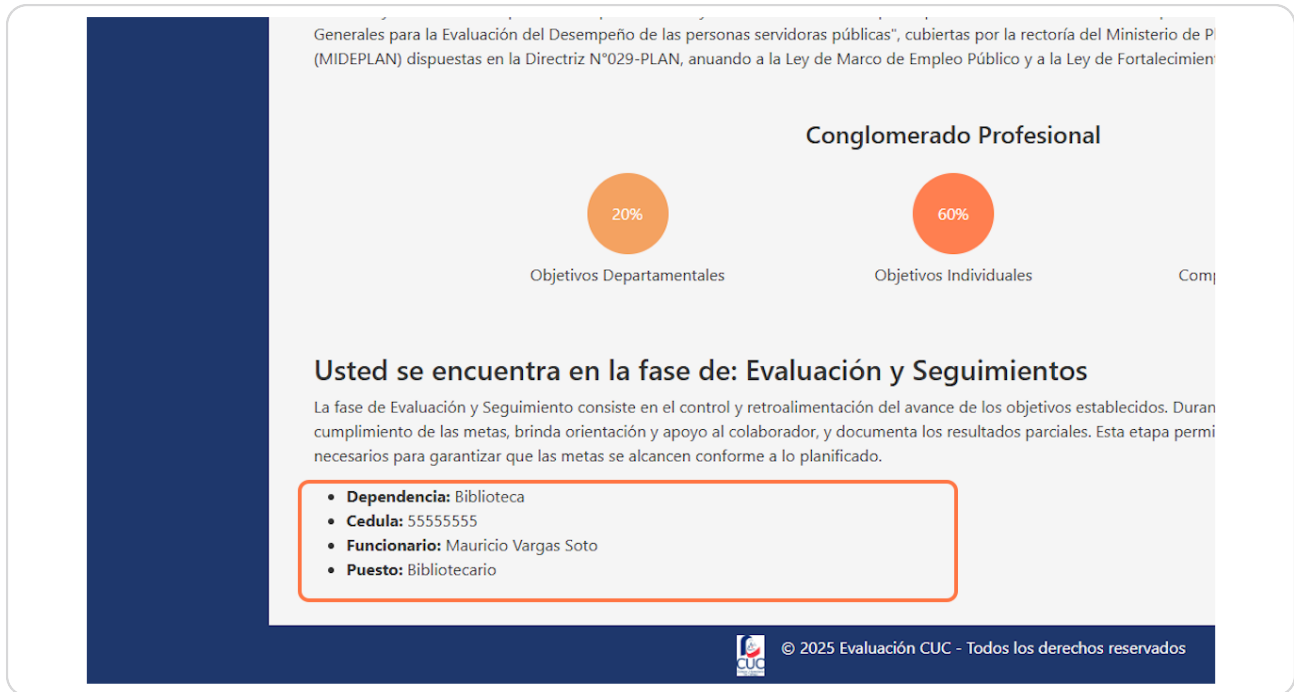 Generales para la Evaluación del Desempeño de las personas servidoras públicas", cubiertas por la rectoría del Ministerio de
(MIDEPLAN) dispuestas en la Directriz N°029-PLAN, anuando a la Ley de Marco de Empleo Público y a la Ley de
Conglomerado Profesional
20%
60%
Objetivos Departamentales
Objetivos Individuales
Usted se encuentra en la fase de: Evaluación y Seguimientos
La fase de Evaluación y Seguimiento consiste en el control y retroalimentación del avance de los objetivos establecidos.
cumplimiento de las metas, brinda orientación y apoyo al colaborador, y documenta los resultados parciales. Esta etapa
necesarios para garantizar que las metas se alcancen conforme a lo planificado.
• Dependencia: Biblioteca
• Cedula: 55555555
• Funcionario: Mauricio Vargas Soto
• Puesto: Bibliotecario
CUC
© 2025 Evaluación CUC - Todos los derechos reservados